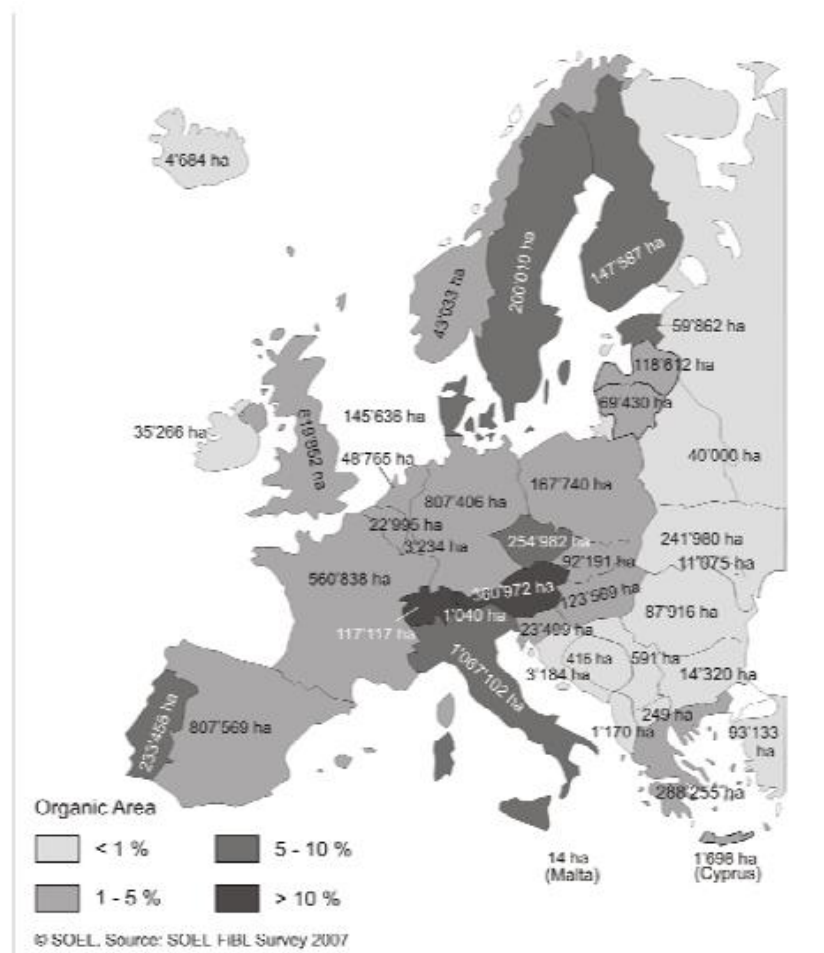 4'684 ha
43'033 ha
200'010 ha
147'587 ha
59'862 ha
118'612 ha
69'430 ha
35'266 ha
145'636 ha
48'765 ha
807'406 ha
167'740 ha
40'000 ha
22'995 ha
3'234 ha
254'982 ha
241'980 ha
92'191 ha
11'075 ha
560'838 ha
360'972 ha
123'569 ha
1'040 ha
87'916 ha
117'117 ha
23'499 ha
416 ha
591 ha
3'184 ha
14'320 ha
1'067'102 ha
249 ha
1'170 ha
93'133
ha
233'458 ha
807'569 ha
288'255 ha
Organic Area
< 1 %
5 - 10 %
1 - 5 %
> 10 %
14 ha
(Malta)
1'698 ha
(Cyprus)
© SOEL, Source: SOEL FiBL Survey 2007